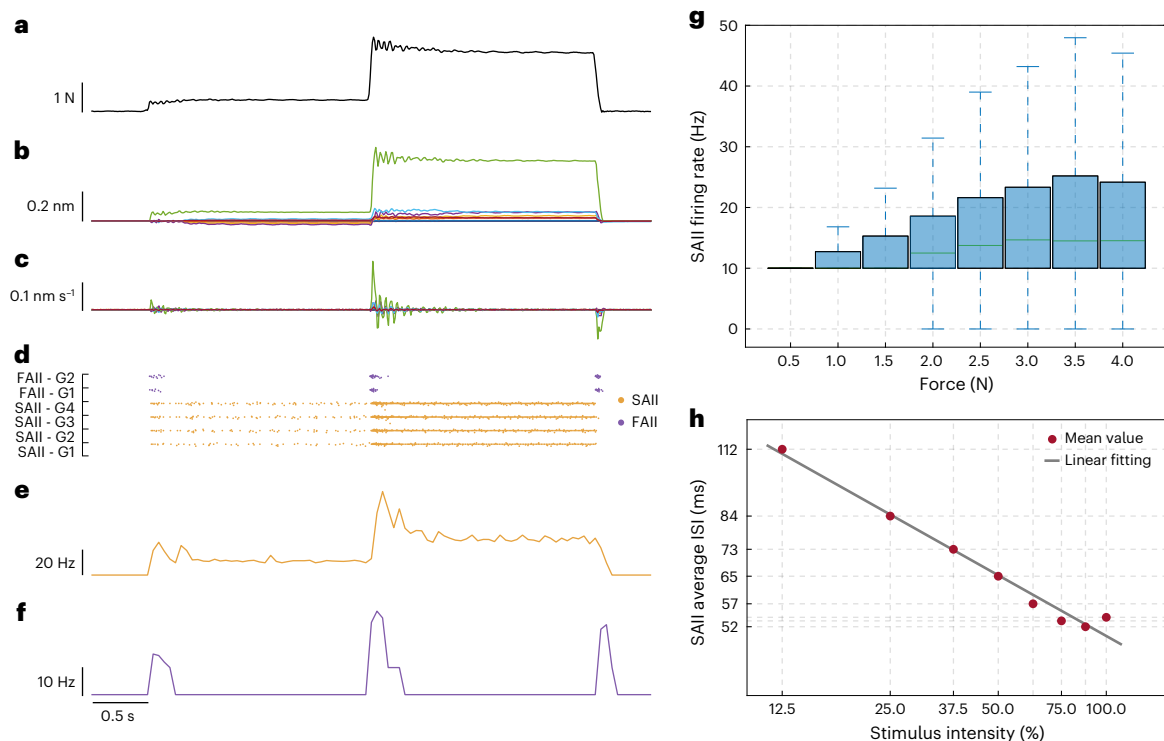 a
1 N
b
0.2 nm
c
0.1 nm s⁻¹
d
FAII - G2
FAII - G1
SAII - G4
SAII - G3
SAII - G2
SAII - G1
SAII
FAII
e
20 Hz
f
10 Hz
0.5 s
g
SAII firing rate (Hz)
50
40
30
20
10
0
0.5 1.0 1.5 2.0 2.5 3.0 3.5 4.0
Force (N)
h
SAII average ISI (ms)
112
84
73
65
57
52
Mean value
Linear fitting
12.5 25.0 37.5 50.0 75.0 100.0
Stimulus intensity (%)